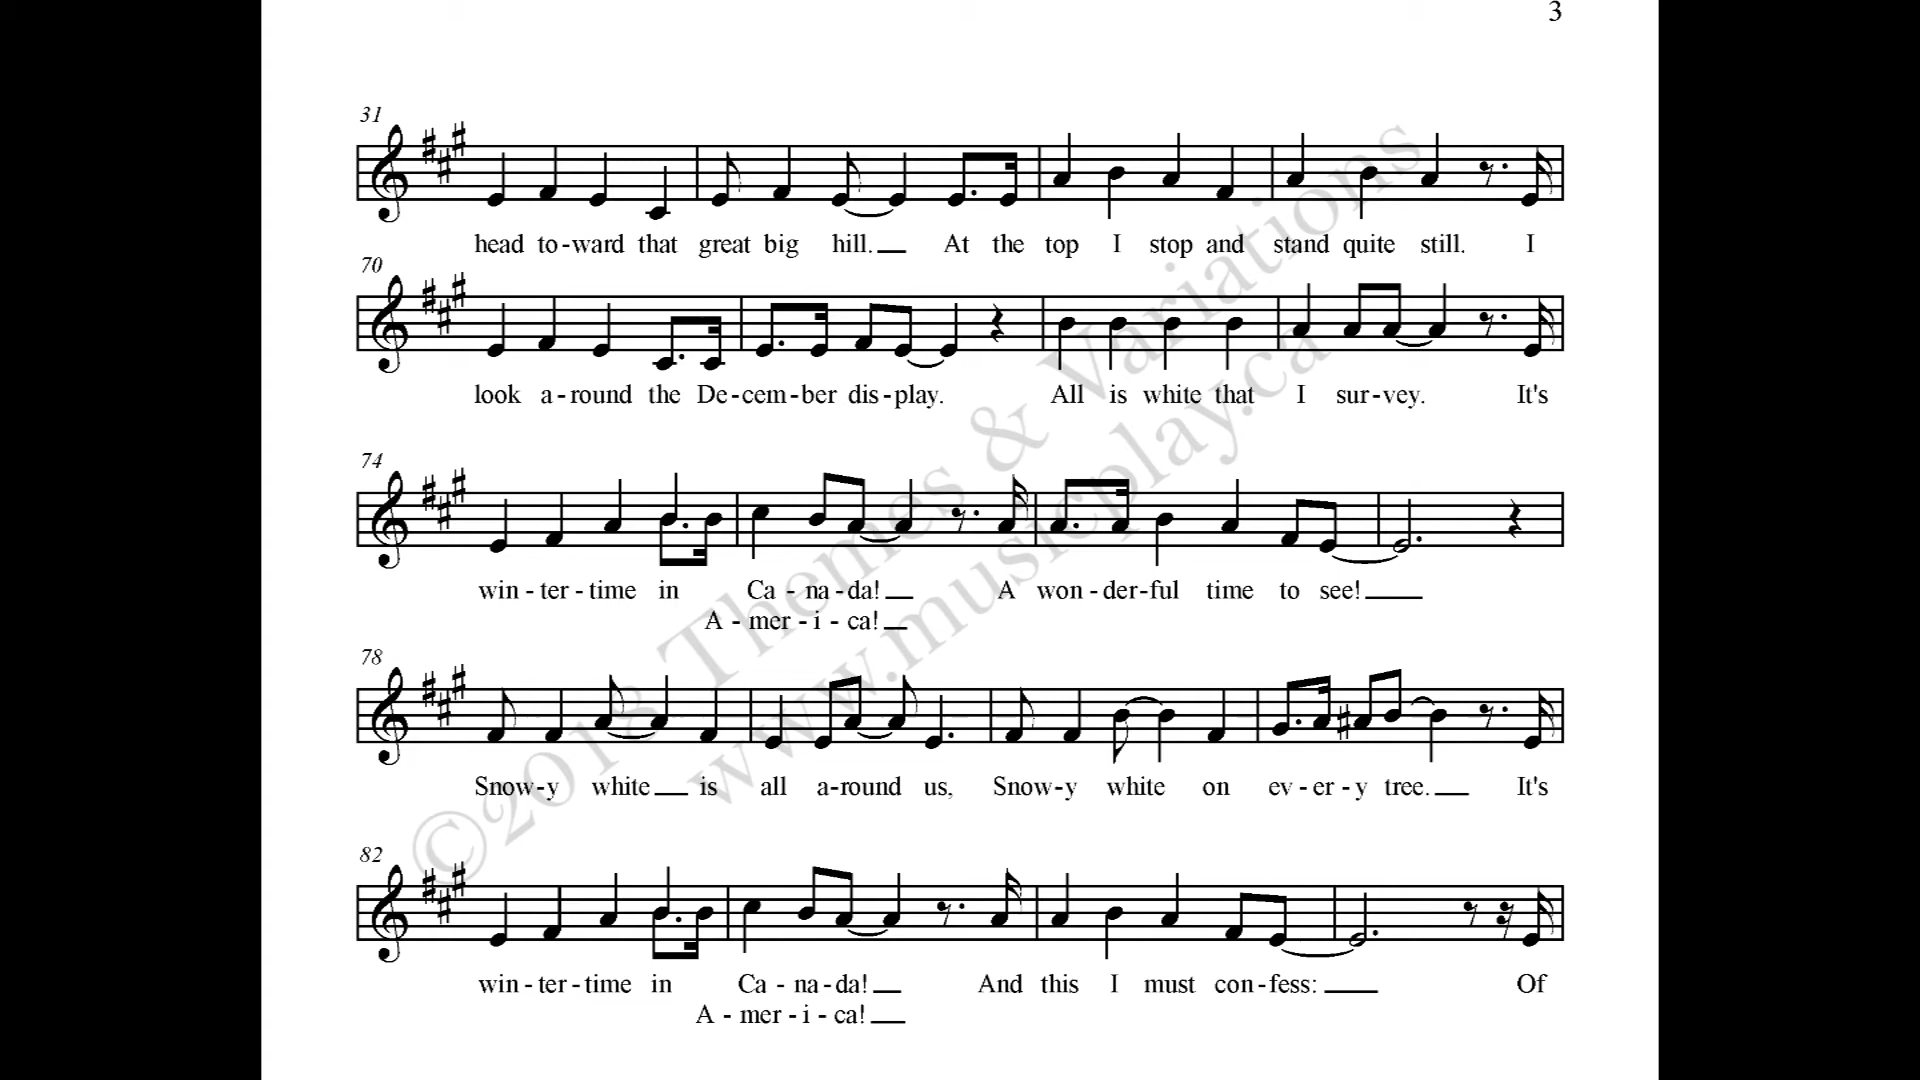 3
31
head to-ward that great big hill. At the top I stop and stand quite still. I
70
look a-round the De-cem-ber dis-play. All is white that I sur-vey. It's
74
win-ter-time in Ca-na-da! A won-der-ful time to see!
A-mer-i-ca!
78
Snow-y white is all a-round us, Snow-y white on ev-er-y tree. It's
82
win-ter-time in Ca-na-da! And this I must con-fess: Of
A-mer-i-ca!
©2018 Themes & Variations
www.musicplay.ca